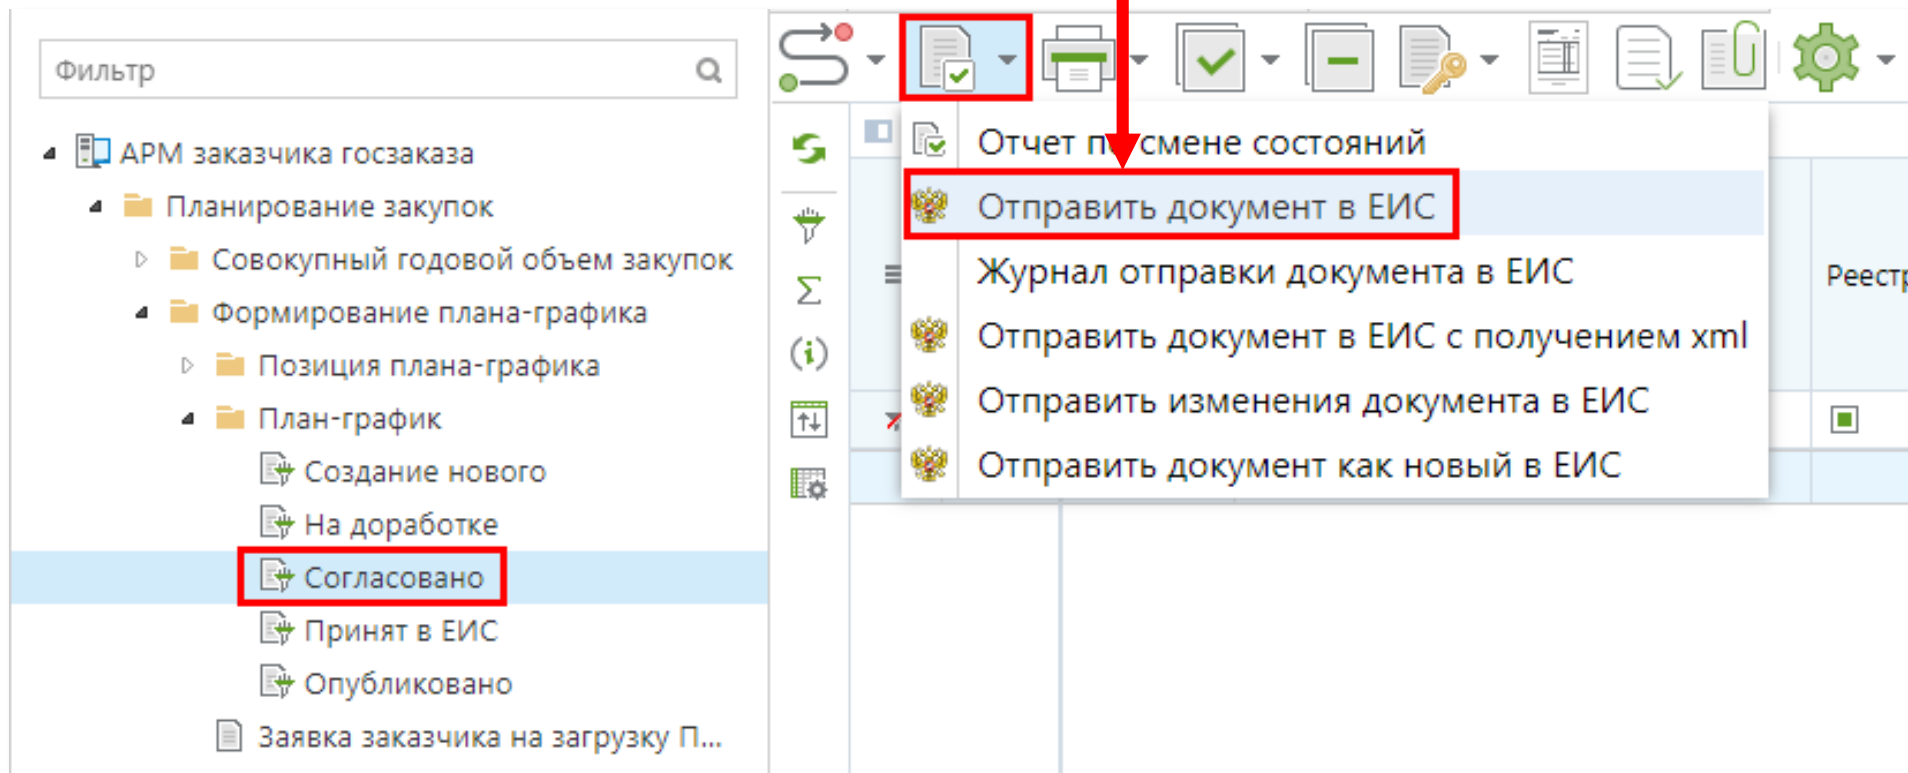 Фильтр
АРМ заказчика госзаказа
Планирование закупок
Совокупный годовой объем закупок
Формирование плана-графика
Позиция плана-графика
План-график
Создание нового
На доработке
Согласовано
Принят в ЕИС
Опубликовано
Заявка заказчика на загрузку П...
Отчет по смене состояний
Отправить документ в ЕИС
Журнал отправки документа в ЕИС
Отправить документ в ЕИС с получением xml
Отправить изменения документа в ЕИС
Отправить документ как новый в ЕИС
Реестр